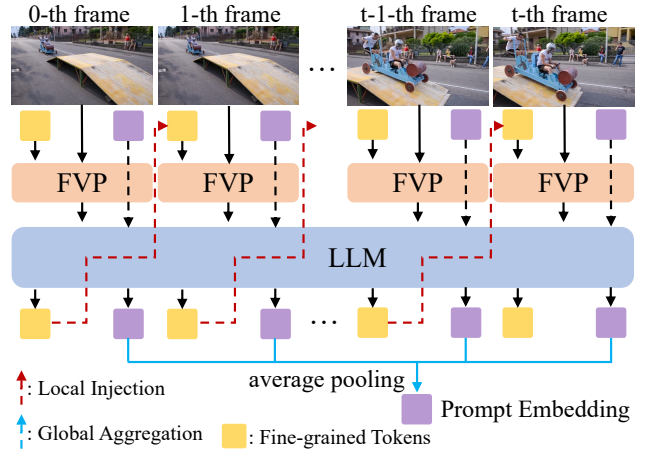 0-th frame 1-th frame t-1-th frame t-th frame
...
FVP FVP FVP FVP
LLM
...
average pooling
: Local Injection
Prompt Embedding
: Global Aggregation : Fine-grained Tokens